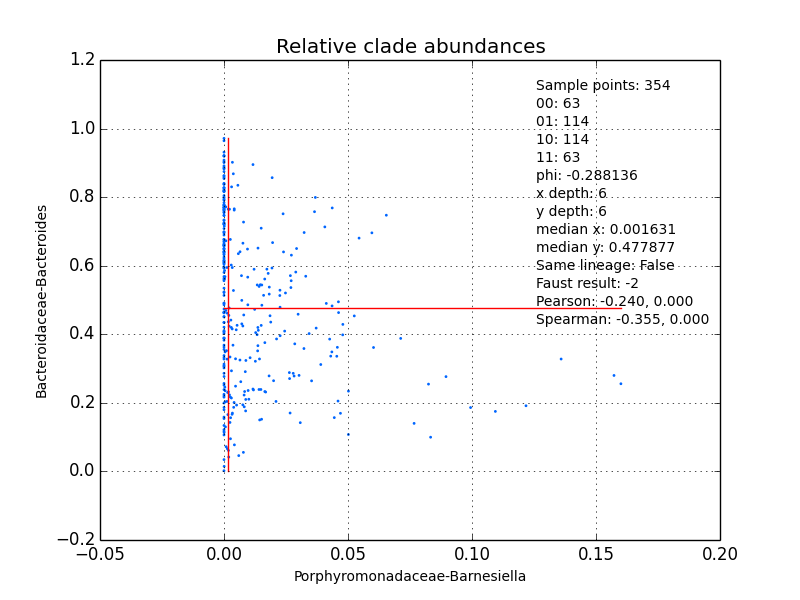 Relative clade abundances
1.2
1.0
0.8
0.6
0.4
0.2
0.0
−0.2
Bacteroidaceae-Bacteroides
Sample points: 354
00: 63
01: 114
10: 114
11: 63
phi: -0.288136
x depth: 6
y depth: 6
median x: 0.001631
median y: 0.477877
Same lineage: False
Faust result: -2
Pearson: -0.240, 0.000
Spearman: -0.355, 0.000
−0.05 0.00 0.05 0.10 0.15 0.20
Porphyromonadaceae-Barnesiella